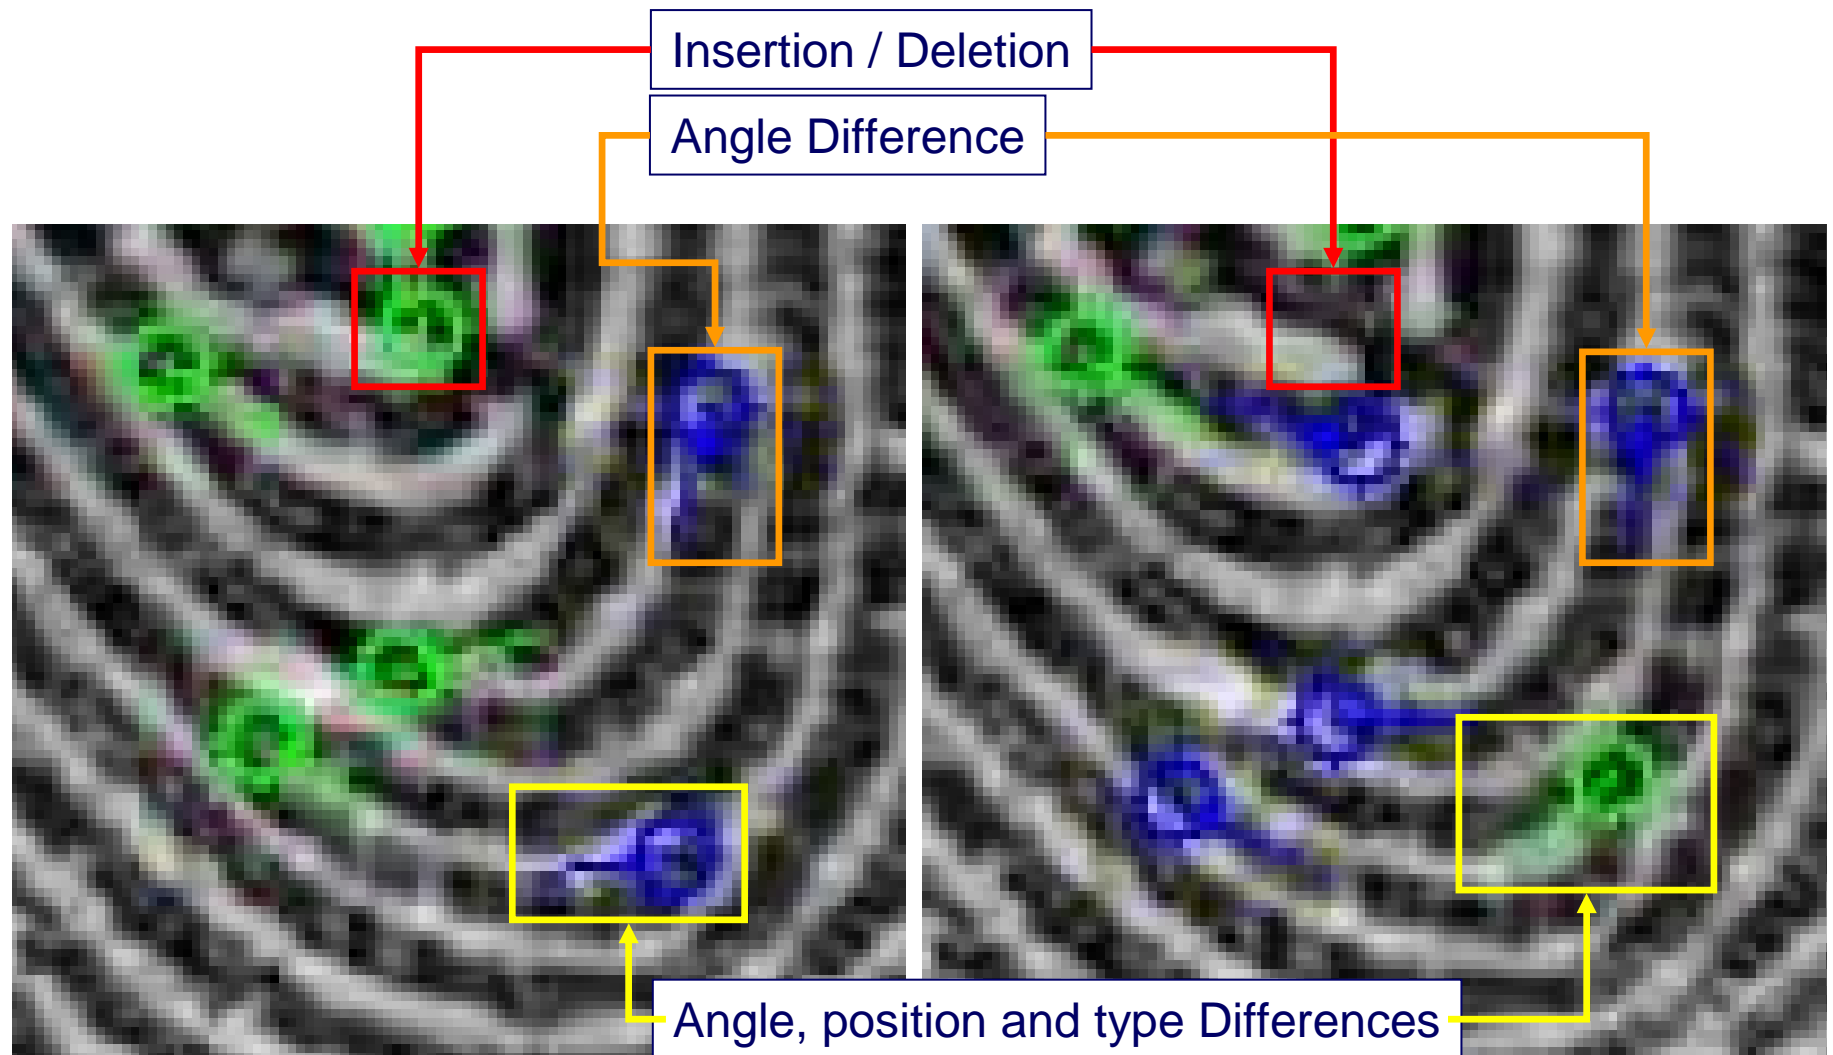 Insertion / Deletion
Angle Difference
Angle, position and type Differences